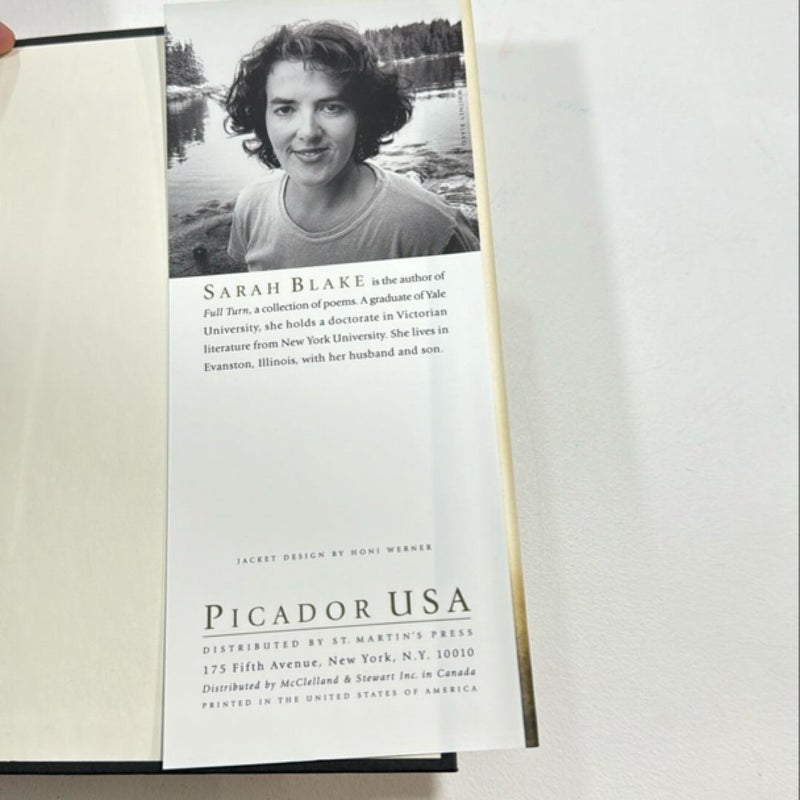 WHITNEY
SARAH BLAKE is the author of
Full Turn, a collection of poems. A graduate of Yale
University, she holds a doctorate in Victorian
literature from New York University. She lives in
Evanston, Illinois, with her husband and son.
JACKET DESIGN BY HONI WERNER
PICADOR USA
DISTRIBUTED BY ST. MARTIN'S PRESS
175 Fifth Avenue, New York, N.Y. 10010
Distributed by McClelland & Stewart Inc. in Canada
PRINTED IN THE UNITED STATES OF AMERICA